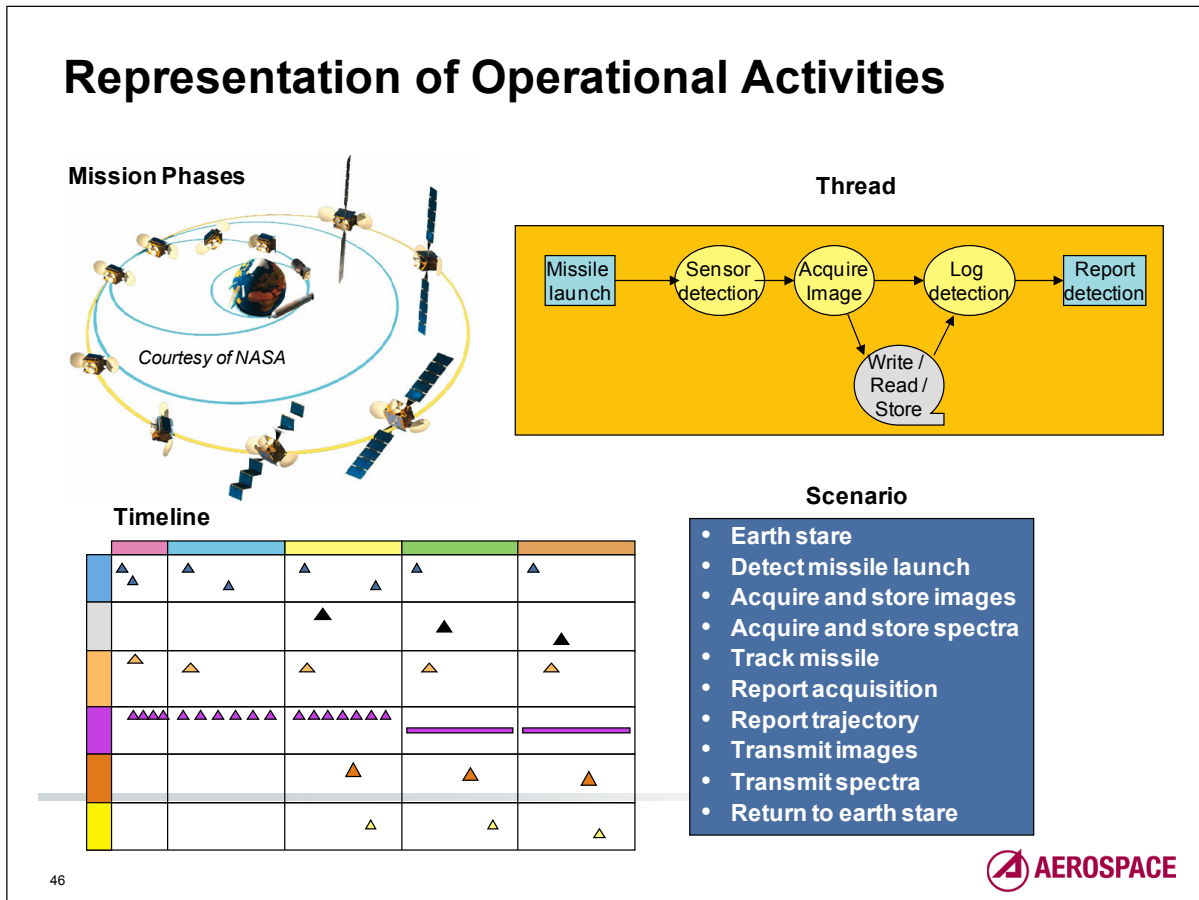 Representation of Operational Activities
Mission Phases
Courtesy of NASA
Thread
Missile
launch
Sensor
detection
Acquire
Image
Log
detection
Report
detection
Write /
Read /
Store
Timeline
Scenario
• Earth stare
• Detect missile launch
• Acquire and store images
• Acquire and store spectra
• Track missile
• Report acquisition
• Report trajectory
• Transmit images
• Transmit spectra
• Return to earth stare
46
AEROSPACE